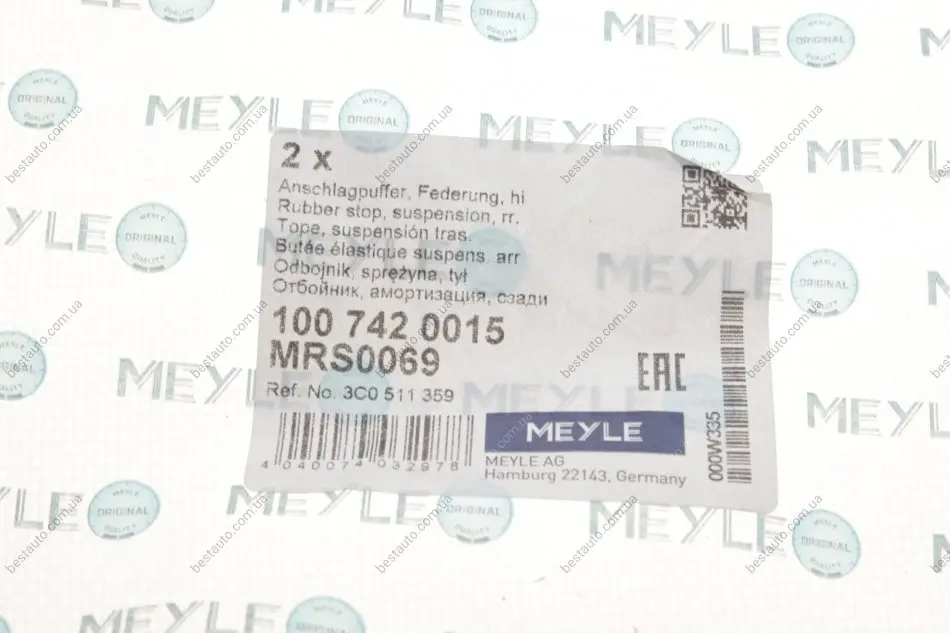 2 x
Anschlagpuffer, Federung, hi
Rubber stop, suspension, rr.
Tope, suspensión tras.
Butée élastique suspens. arr
Odbojnik, sprężyna, tył
Отбойник, амортизация, сзади
100 742 0015
MRS0069
EAC
Ref. No. 3C0 511 359
MEYLE
4 040074 032978
MEYLE AG
Hamburg 22143, Germany
000W335
MEYLE
ORIGINAL
QUALITY
bestauto.com.ua